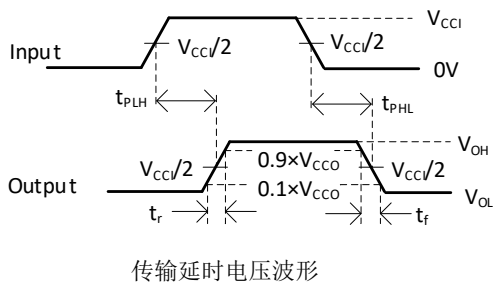 V_CCI
Input
V_CCI/2
V_CCI/2
0V
t_PLH
t_PHL
V_OH
V_CCI/2
0.9×V_CCO
V_CCI/2
Output
0.1×V_CCO
V_OL
t_r
t_f
传输延时电压波形